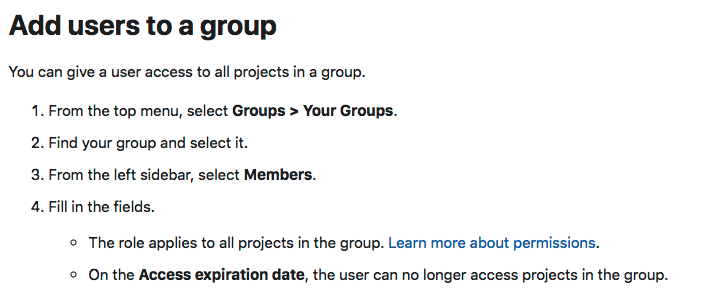 Add users to a group
You can give a user access to all projects in a group.
1. From the top menu, select Groups > Your Groups.
2. Find your group and select it.
3. From the left sidebar, select Members.
4. Fill in the fields.
◦ The role applies to all projects in the group. Learn more about permissions.
◦ On the Access expiration date, the user can no longer access projects in the group.